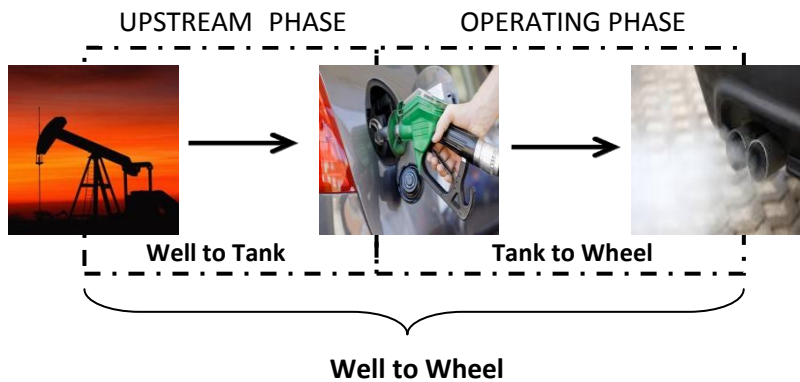 UPSTREAM PHASE
OPERATING PHASE
Well to Tank
Tank to Wheel
Well to Wheel